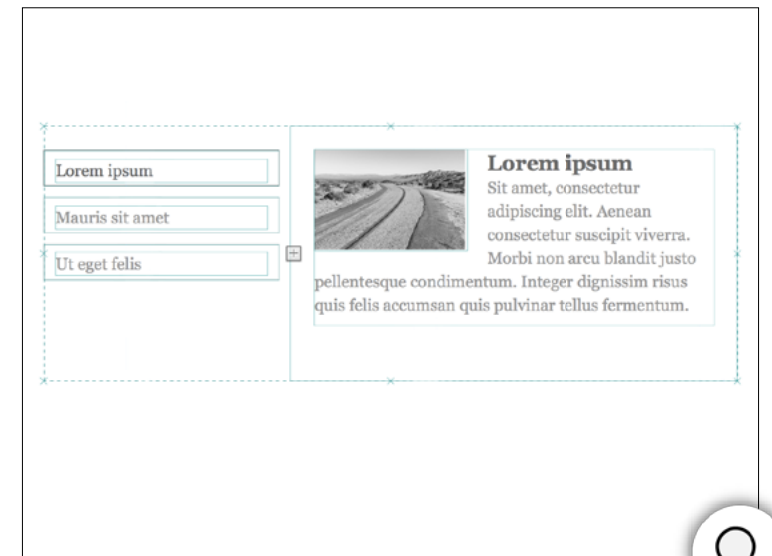 Lorem ipsum
Mauris sit amet
Ut eget felis
Lorem ipsum
Sit amet, consectetur
adipiscing elit. Aenean
consectetur suscipit viverra.
Morbi non arcu blandit justo
pellentesque condimentum. Integer dignissim risus
quis felis accumsan quis pulvinar tellus fermentum.